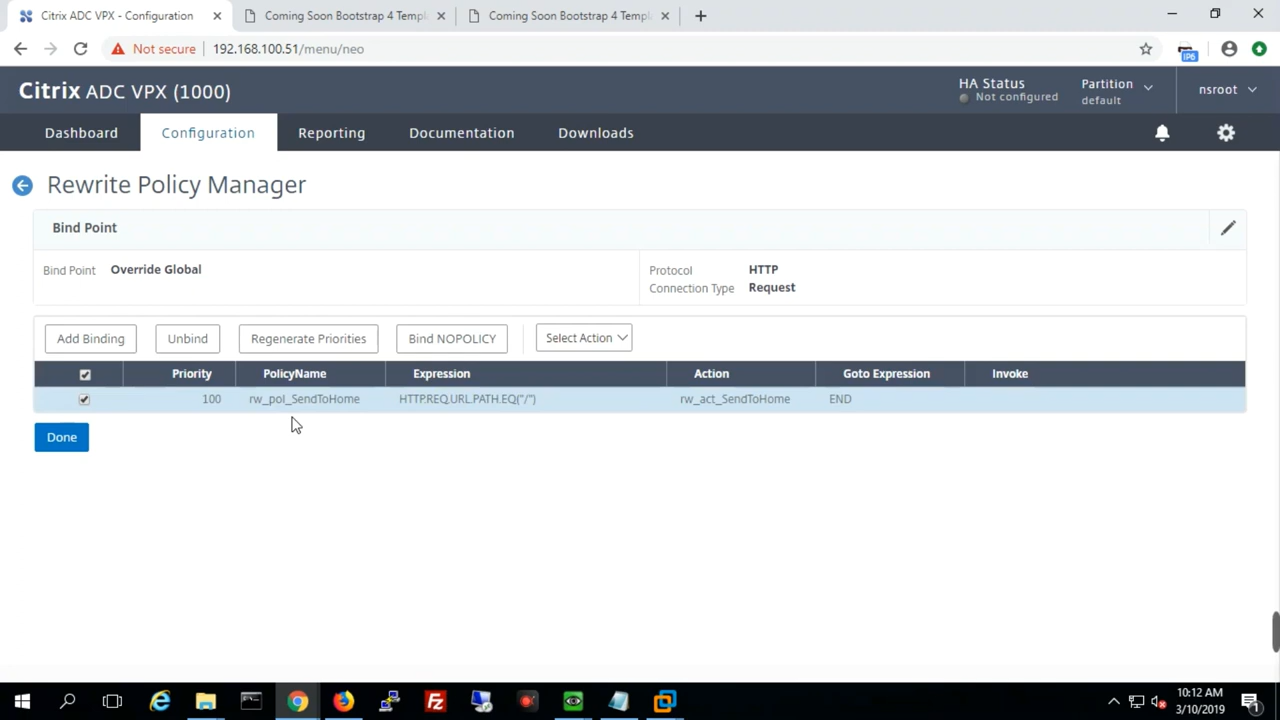 Citrix ADC VPX - Configuration
Coming Soon Bootstrap 4 Templ
Coming Soon Bootstrap 4 Templ
Not secure
192.168.100.51/menu/neo
IP6
Citrix ADC VPX (1000)
HA Status
Not configured
Partition
default
nsroot
Dashboard
Configuration
Reporting
Documentation
Downloads
Rewrite Policy Manager
Bind Point
Bind Point Override Global
Protocol HTTP
Connection Type Request
Add Binding
Unbind
Regenerate Priorities
Bind NOPOLICY
Select Action
Priority PolicyName Expression Action Goto Expression Invoke
100 rw_pol_SendToHome HTTP.REQ.URL.PATH.EQ("/") rw_act_SendToHome END
Done
10:12 AM
3/10/2019
1